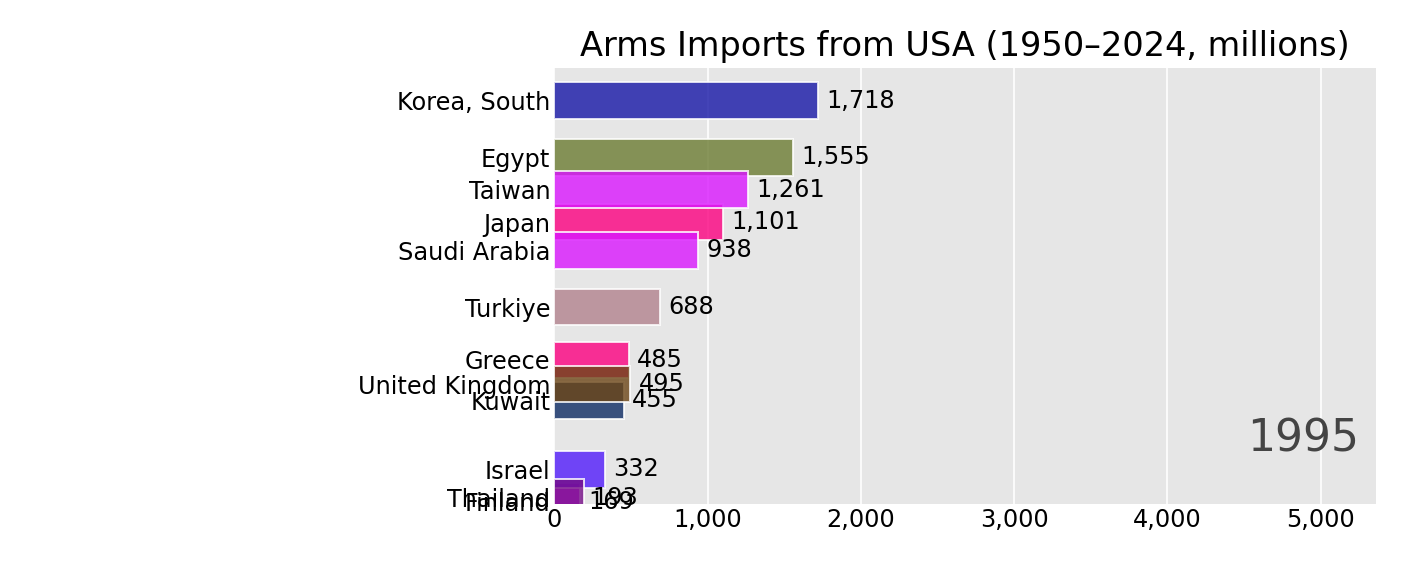 Arms Imports from USA (1950–2024, millions)
Korea, South 1,718
Egypt 1,555
Taiwan 1,261
Japan 1,101
Saudi Arabia 938
Turkiye 688
Greece 485
United Kingdom 495
Kuwait 455
1995
Israel 332
Thailand 193
Finland 169
0 1,000 2,000 3,000 4,000 5,000